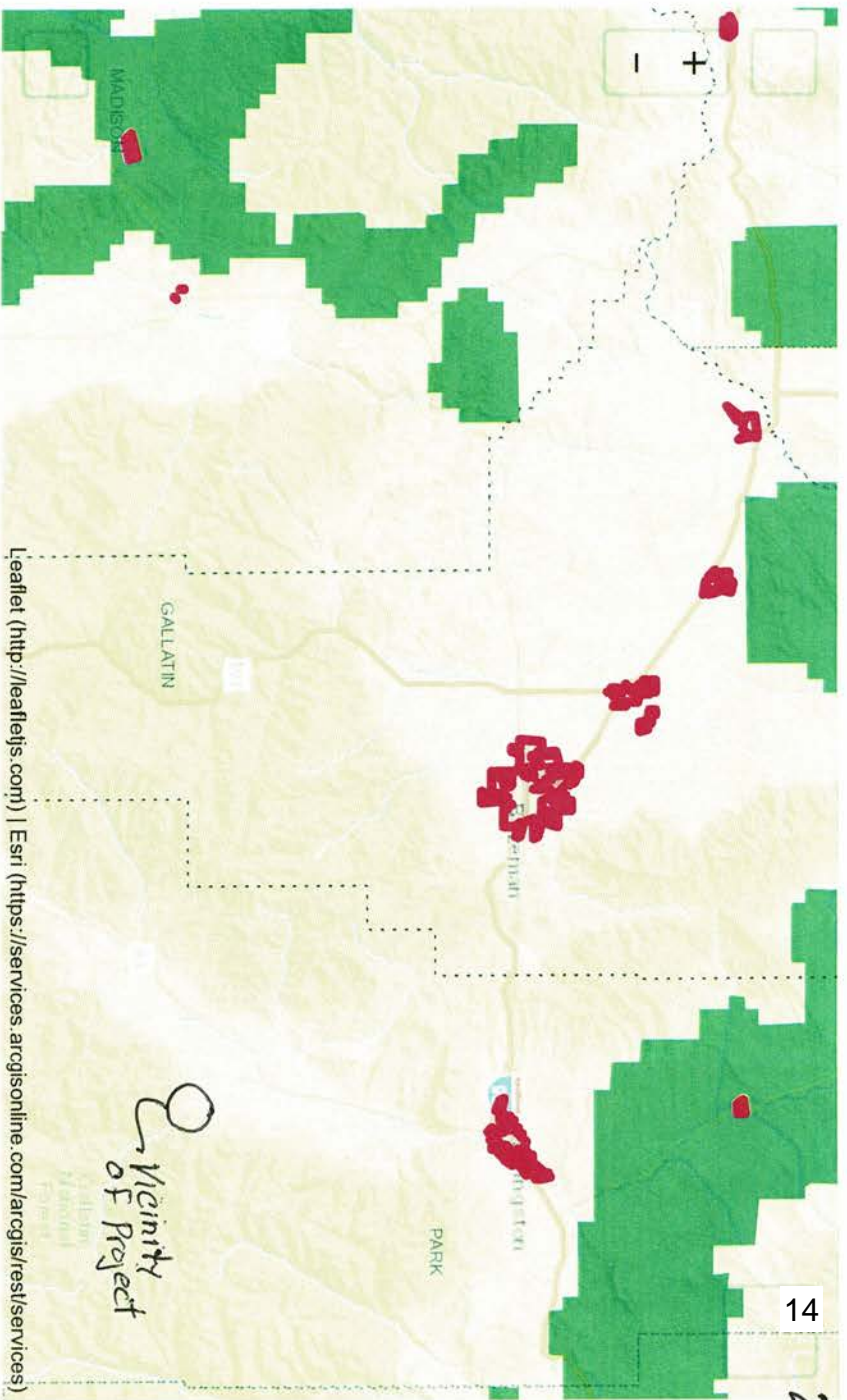 +
−
MADISON
GALLATIN
PARK
Vicinity
of Project
14
Leaflet (http://leafletjs.com) | Esri (https://services.arcgisonline.com/arcgis/rest/services)